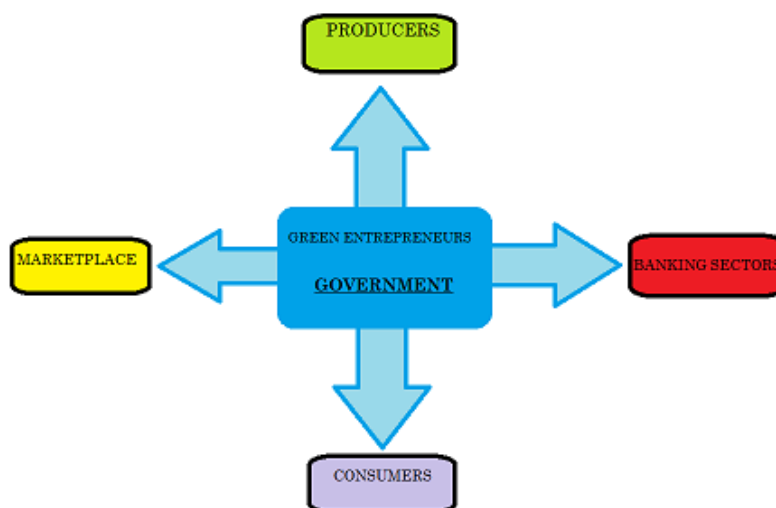 PRODUCERS
GREEN ENTREPRENEURS
MARKETPLACE
BANKING SECTORS
GOVERNMENT
CONSUMERS